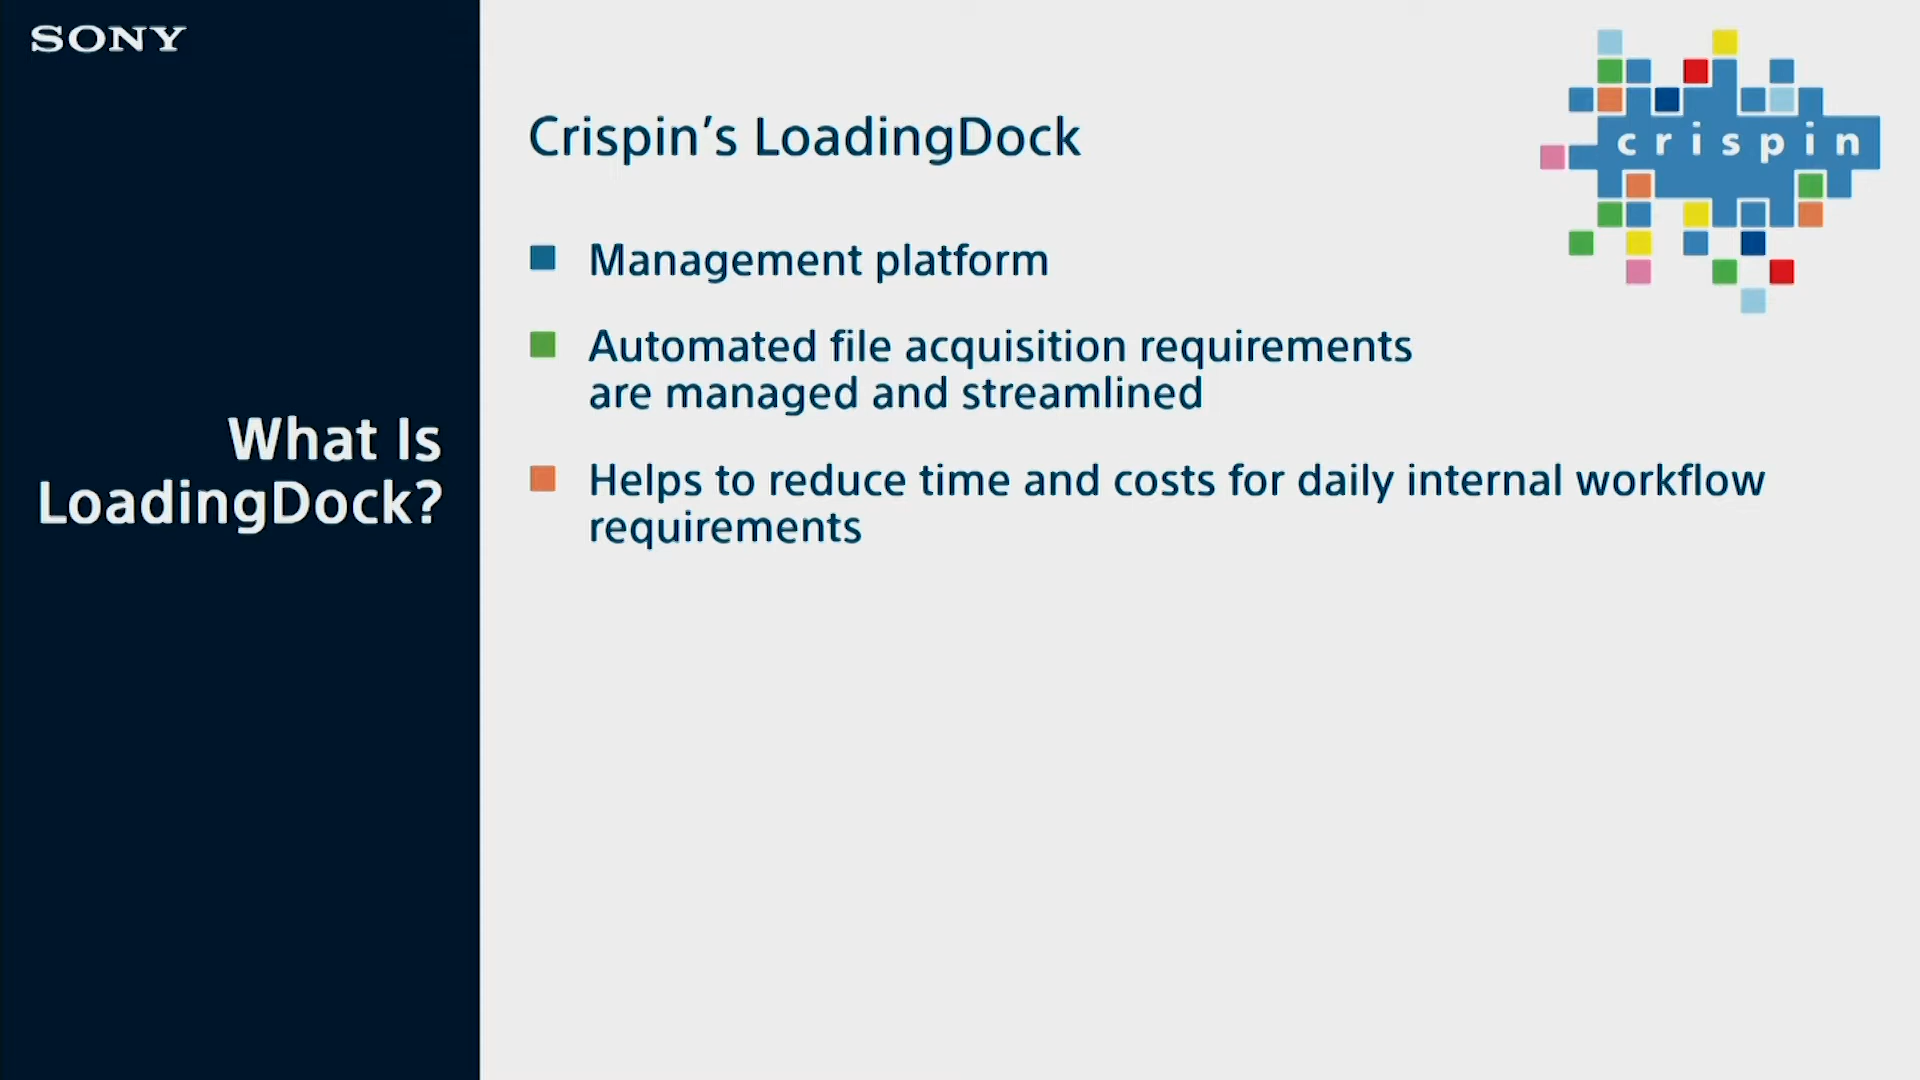 SONY
What Is
LoadingDock?
Crispin’s LoadingDock
crispin
Management platform
Automated file acquisition requirements
are managed and streamlined
Helps to reduce time and costs for daily internal workflow
requirements